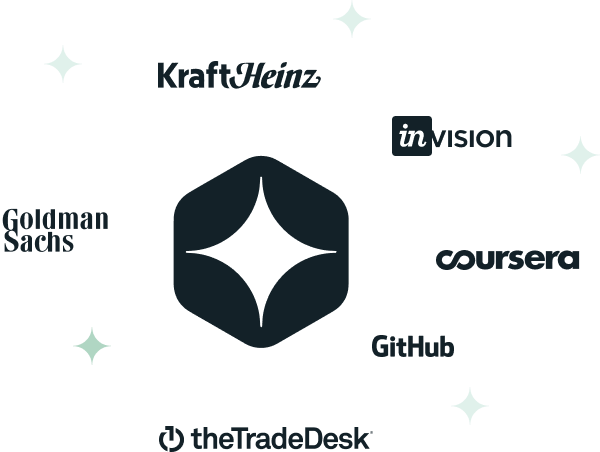 KraftHeinz
inVISION
Goldman
Sachs
coursera
GitHub
theTradeDesk